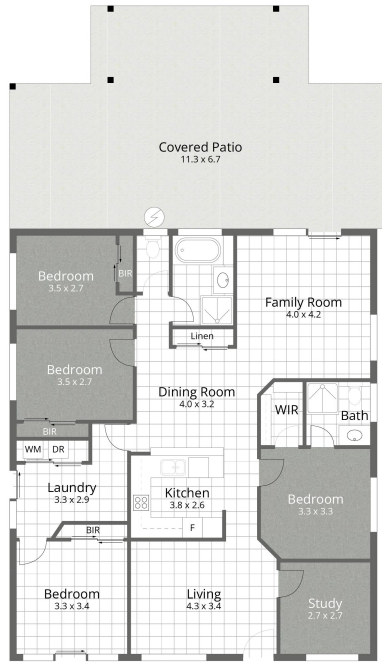 Covered Patio
11.3 x 6.7
Bedroom
3.5 x 2.7
BIR
Family Room
4.0 x 4.2
Linen
Bedroom
3.5 x 2.7
BIR
Dining Room
4.0 x 3.2
WIR
Bath
WM
DR
Laundry
3.3 x 2.9
Kitchen
3.8 x 2.6
F
Bedroom
3.3 x 3.3
BIR
Bedroom
3.3 x 3.4
Living
4.3 x 3.4
Study
2.7 x 2.7